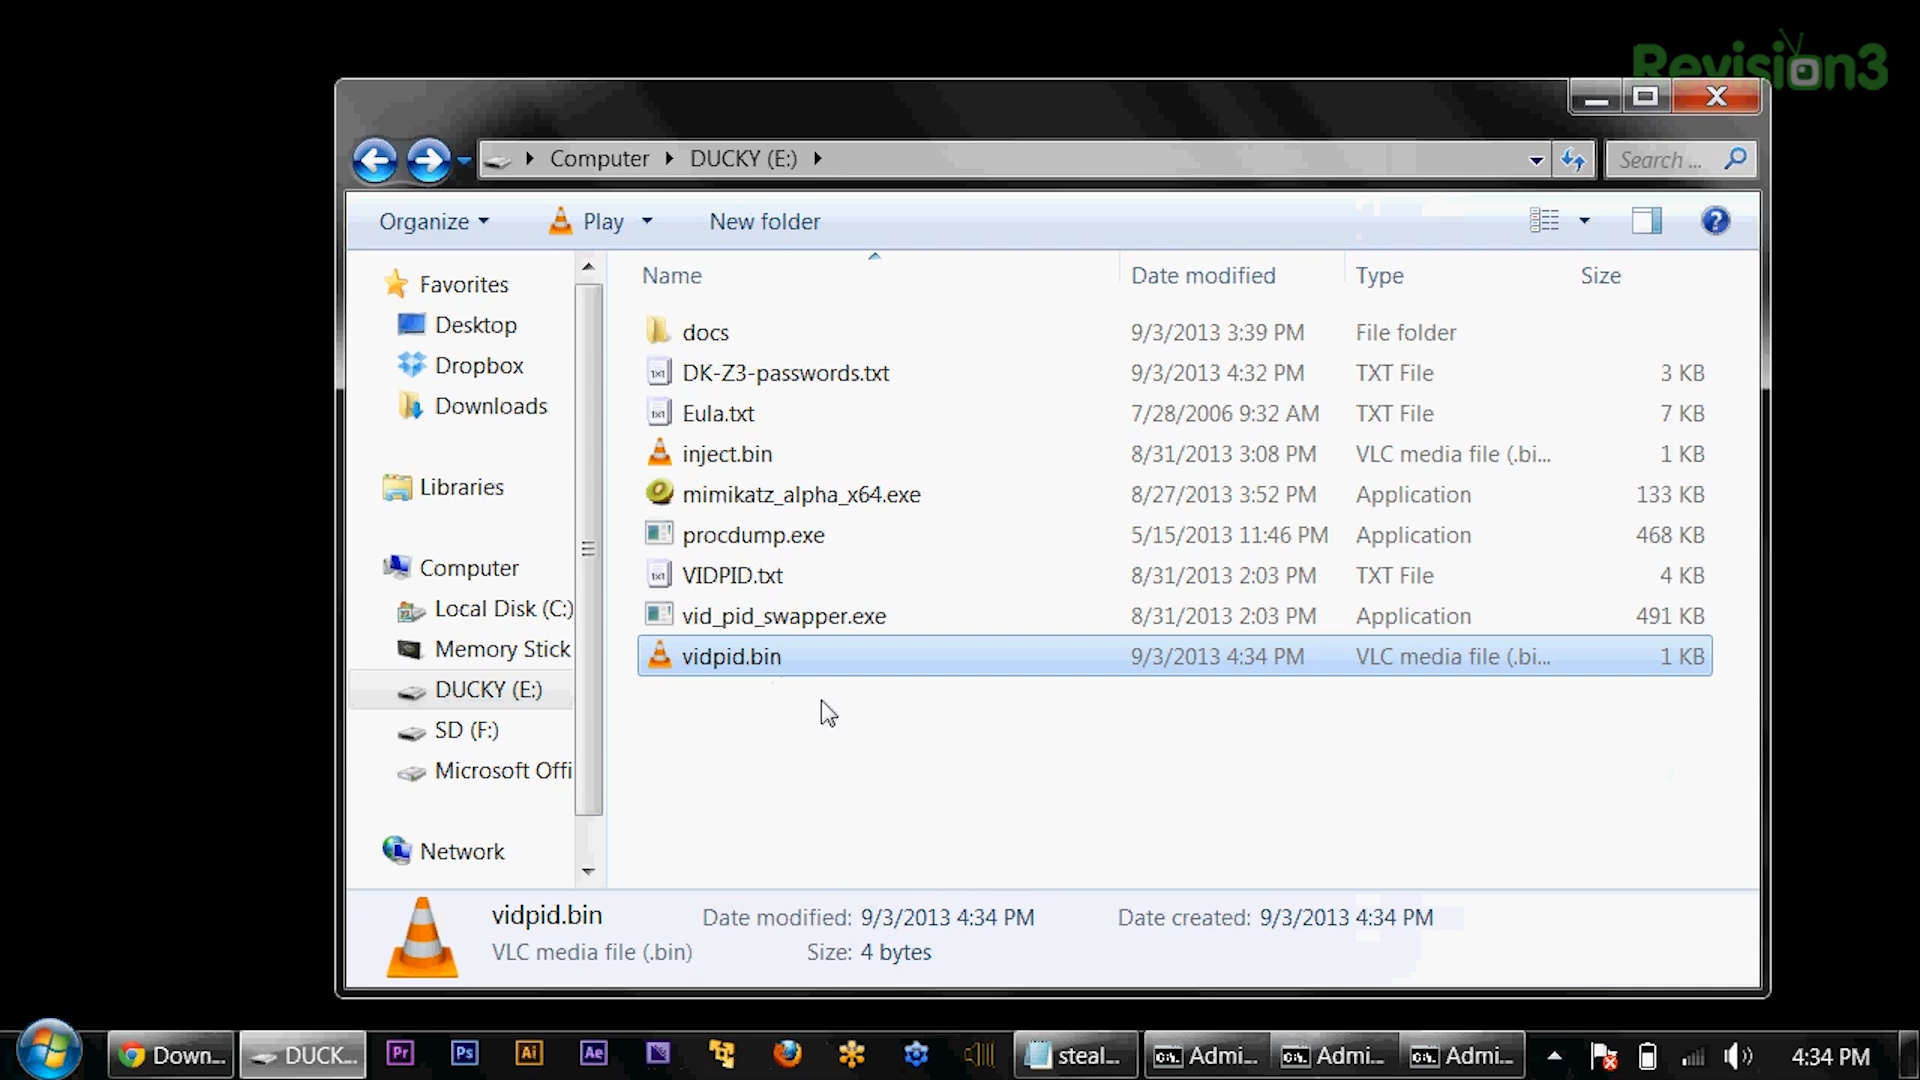 Revision3
Computer DUCKY (E:)
Search ...
Organize Play New folder
Favorites
Desktop
Dropbox
Downloads
Libraries
Computer
Local Disk (C:)
Memory Stick
DUCKY (E:)
SD (F:)
Microsoft Offi
Network
Name Date modified Type Size
docs 9/3/2013 3:39 PM File folder
DK-Z3-passwords.txt 9/3/2013 4:32 PM TXT File 3 KB
Eula.txt 7/28/2006 9:32 AM TXT File 7 KB
inject.bin 8/31/2013 3:08 PM VLC media file (.bi... 1 KB
mimikatz_alpha_x64.exe 8/27/2013 3:52 PM Application 133 KB
procdump.exe 5/15/2013 11:46 PM Application 468 KB
VIDPID.txt 8/31/2013 2:03 PM TXT File 4 KB
vid_pid_swapper.exe 8/31/2013 2:03 PM Application 491 KB
vidpid.bin 9/3/2013 4:34 PM VLC media file (.bi... 1 KB
vidpid.bin Date modified: 9/3/2013 4:34 PM Date created: 9/3/2013 4:34 PM
VLC media file (.bin) Size: 4 bytes
Down... DUCK... Pr Ps Ai Ae steal... Admi... Admi... Admi... 4:34 PM